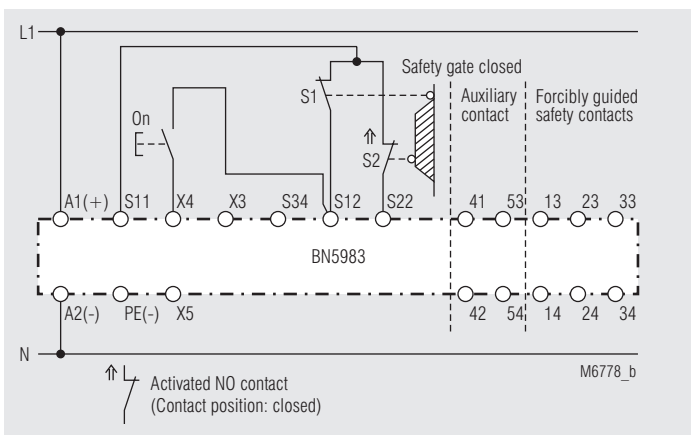 L1
Safety gate closed
S1
Auxiliary
contact
Forcibly guided
safety contacts
On
⇑
S2
A1(+) S11 X4 X3 S34 S12 S22 41 53 13 23 33
BN5983
A2(-) PE(-) X5 42 54 14 24 34
N
M6778_b
⇑ Activated NO contact
(Contact position: closed)